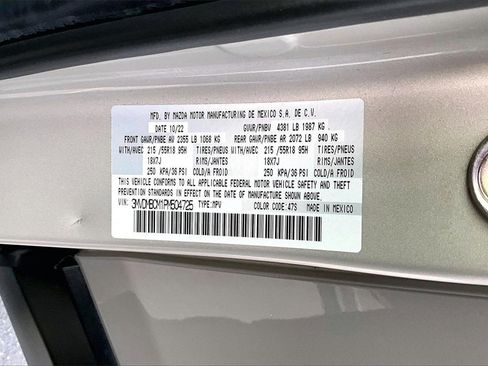 MFD. BY MAZDA MOTOR MANUFACTURING DE MEXICO S.A. DE C.V.
DATE 10/22 GVWR/PNBV 4381 LB 1987 KG
FRONT GAWR/PNBE AV 2355 LB 1068 KG REAR GAWR/PNBE AR 2072 LB 940 KG
WITH/AVEC 215/55R18 95H TIRES/PNEUS WITH/AVEC 215/55R18 95H TIRES/PNEUS
18X7J RIMS/JANTES 18X7J RIMS/JANTES
250 KPA/36 PSI COLD/A FROID 250 KPA/36 PSI COLD/A FROID
THIS VEHICLE CONFORMS TO ALL APPLICABLE FEDERAL MOTOR VEHICLE SAFETY AND THEFT
PREVENTION STANDARDS IN EFFECT ON THE DATE OF MANUFACTURE SHOWN ABOVE.
VIN: 3MVDMBCM1PM504725 TYPE:MPV COLOR CODE:47S MADE IN MEXICO